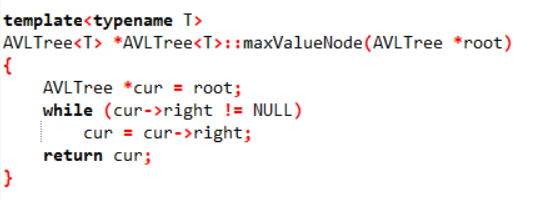 template<typename T>
AVLTree<T> *AVLTree<T>::maxValueNode(AVLTree *root)
{
    AVLTree *cur = root;
    while (cur->right != NULL)
        cur = cur->right;
    return cur;
}